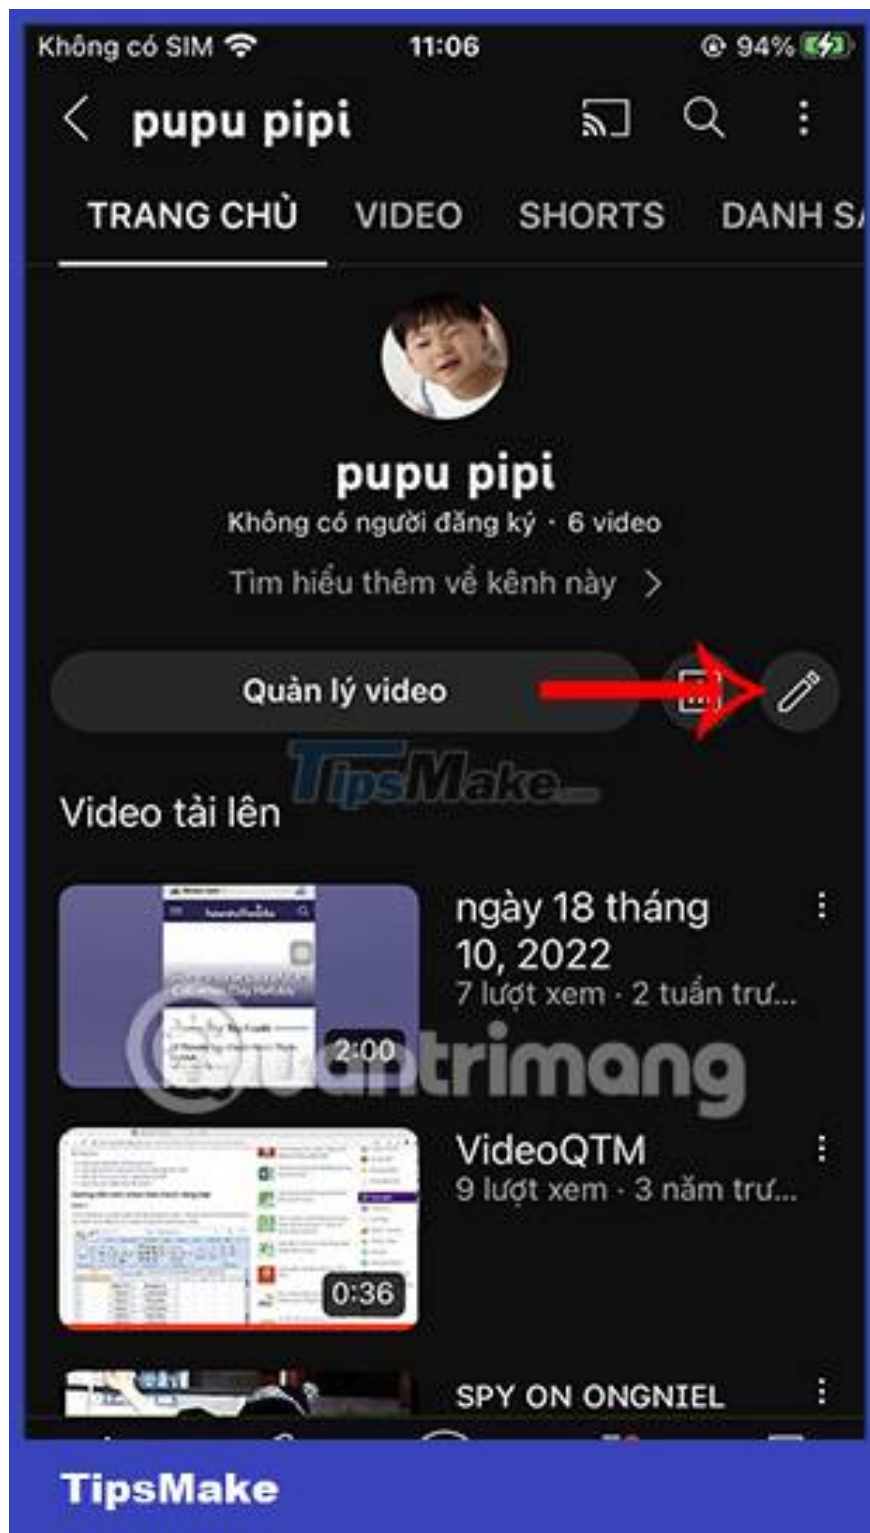 Không có SIM 11:06 94%
pupu pipi
TRANG CHỦ VIDEO SHORTS DANH SA
pupu pipi
Không có người đăng ký · 6 video
Tìm hiểu thêm về kênh này
Quản lý video
TipsMake.com
Video tải lên
ngày 18 tháng
10, 2022
7 lượt xem · 2 tuần trư...
2:00
Quantrimang
VideoQTM
9 lượt xem · 3 năm trư...
0:36
SPY ON ONGNIEL
TipsMake